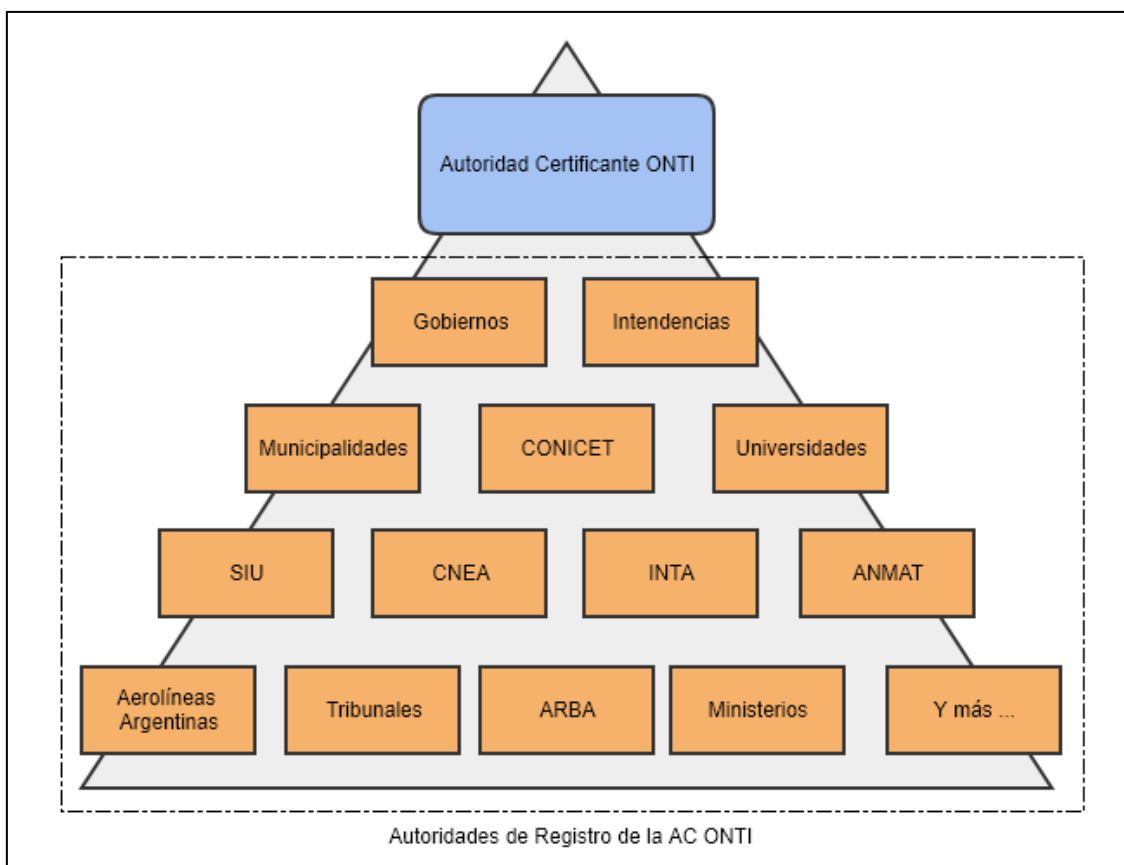 Autoridad Certificante ONTI
Gobiernos
Intendencias
Municipalidades
CONICET
Universidades
SIU
CNEA
INTA
ANMAT
Aerolíneas
Argentinas
Tribunales
ARBA
Ministerios
Y más ...
Autoridades de Registro de la AC ONTI